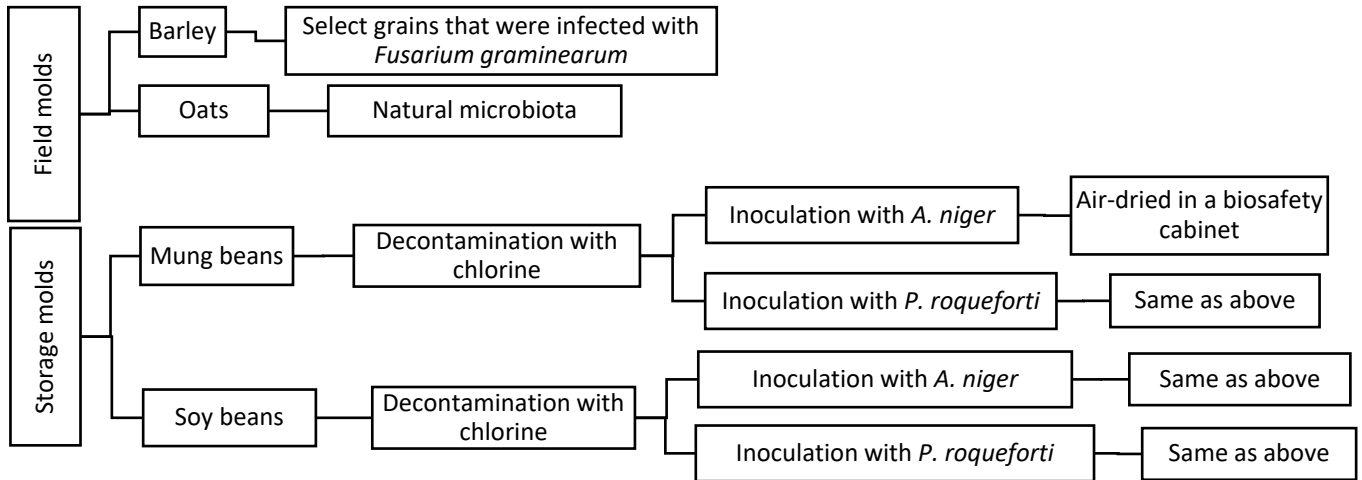 Field molds
Barley
Select grains that were infected with
Fusarium graminearum
Oats
Natural microbiota
Storage molds
Mung beans
Decontamination with
chlorine
Inoculation with A. niger
Air-dried in a biosafety
cabinet
Inoculation with P. roqueforti
Same as above
Soy beans
Decontamination with
chlorine
Inoculation with A. niger
Same as above
Inoculation with P. roqueforti
Same as above